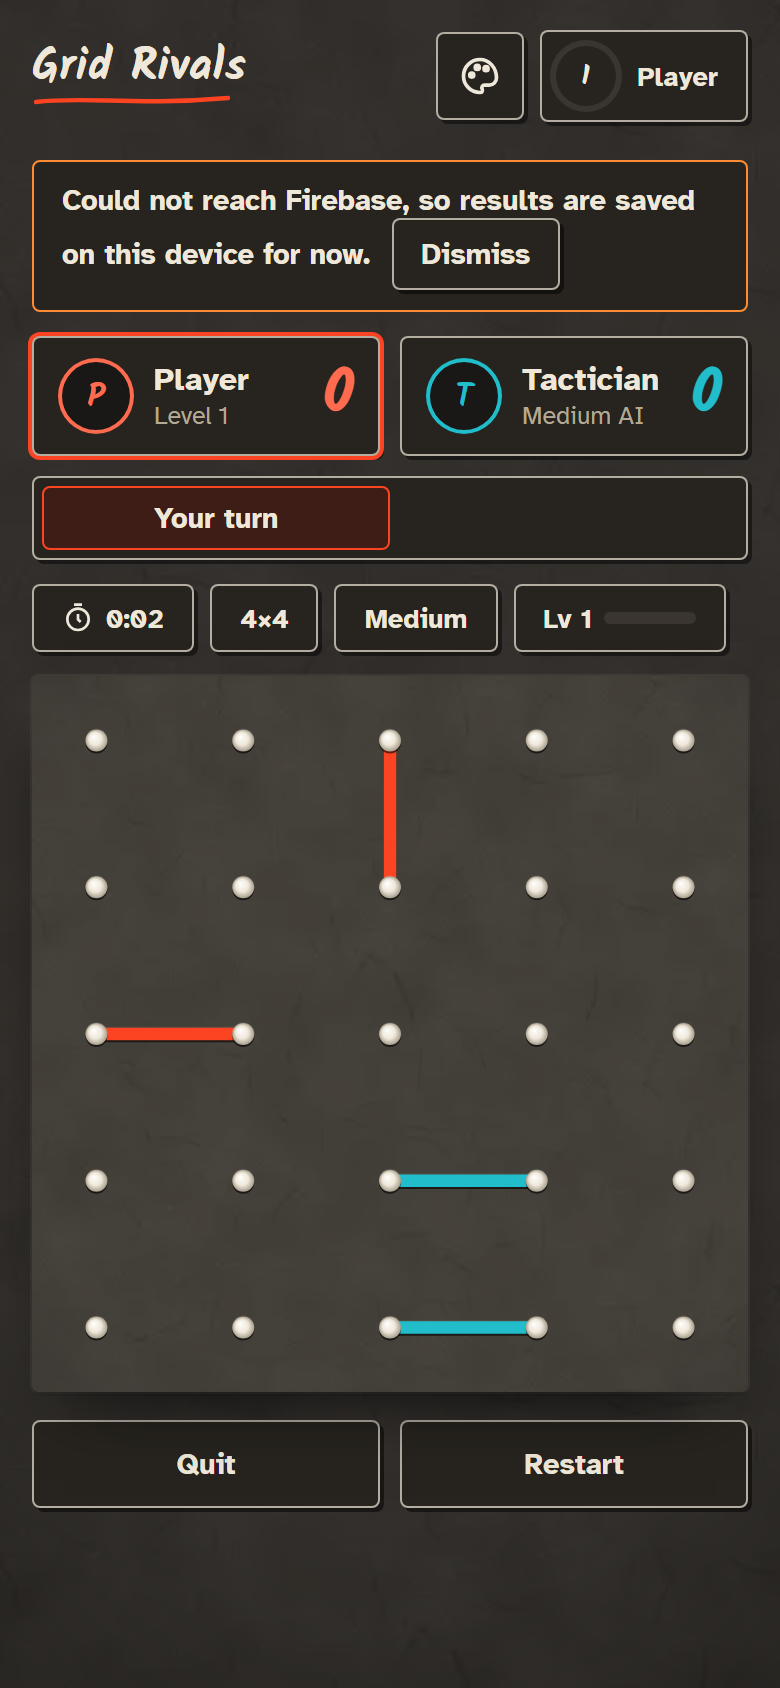 Grid Rivals
1 Player
Could not reach Firebase, so results are saved
on this device for now. Dismiss
P Player 0
Level 1
T Tactician 0
Medium AI
Your turn
0:02 4×4 Medium Lv 1
Quit Restart